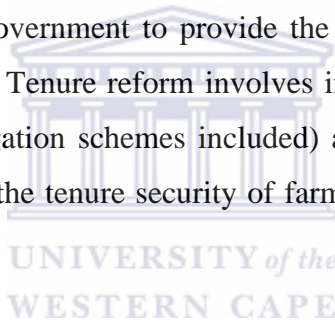 overnment to provide the
Tenure reform involves i
gation schemes included) a
the tenure security of farm
UNIVERSITY of the
WESTERN CAPE